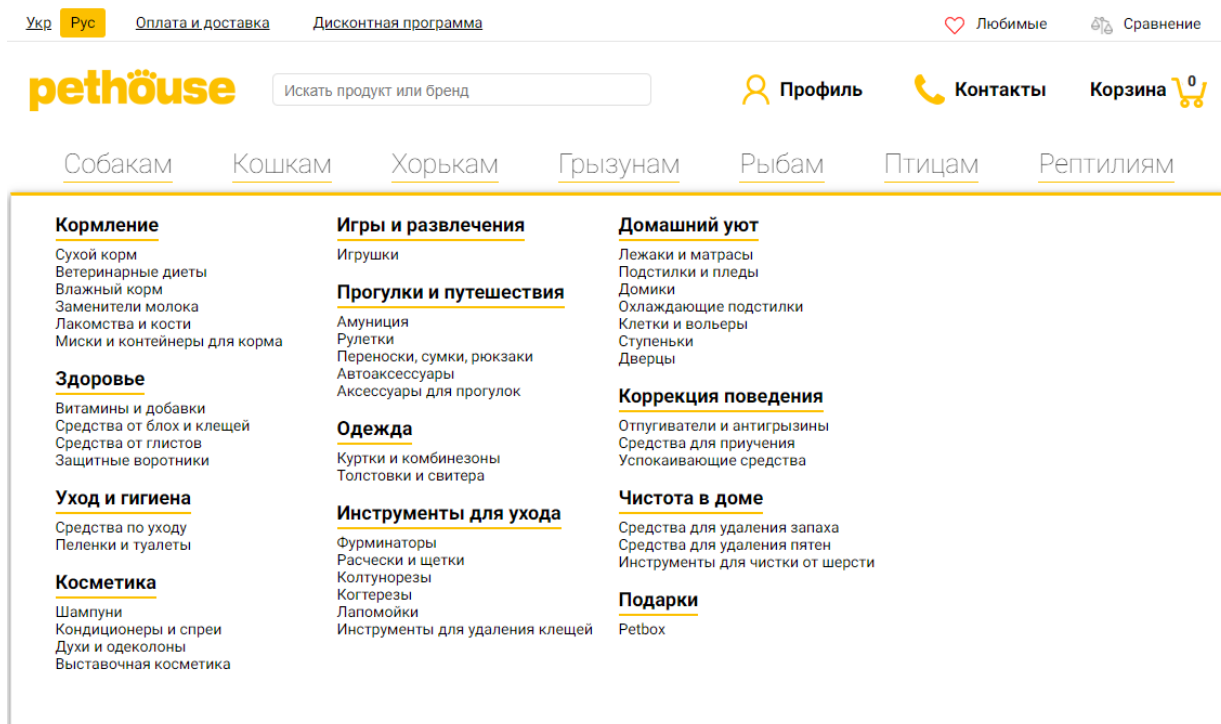 Укр Рус Оплата и доставка Дисконтная программа Любимые Сравнение
pethouse Искать продукт или бренд Профиль Контакты Корзина 0
Собакам Кошкам Хорькам Грызунам Рыбам Птицам Рептилиям
Кормление
Сухой корм
Ветеринарные диеты
Влажный корм
Заменители молока
Лакомства и кости
Миски и контейнеры для корма
Здоровье
Витамины и добавки
Средства от блох и клещей
Средства от глистов
Защитные воротники
Уход и гигиена
Средства по уходу
Пеленки и туалеты
Косметика
Шампуни
Кондиционеры и спреи
Духи и одеколоны
Выставочная косметика
Игры и развлечения
Игрушки
Прогулки и путешествия
Амуниция
Рулетки
Переноски, сумки, рюкзаки
Автоаксессуары
Аксессуары для прогулок
Одежда
Куртки и комбинезоны
Толстовки и свитера
Инструменты для ухода
Фурминаторы
Расчески и щетки
Колтунорезы
Когтерезы
Лапомойки
Инструменты для удаления клещей
Домашний уют
Лежаки и матрасы
Подстилки и пледы
Домики
Охлаждающие подстилки
Клетки и вольеры
Ступеньки
Дверцы
Коррекция поведения
Отпугиватели и антигрызины
Средства для приучения
Успокаивающие средства
Чистота в доме
Средства для удаления запаха
Средства для удаления пятен
Инструменты для чистки от шерсти
Подарки
Petbox